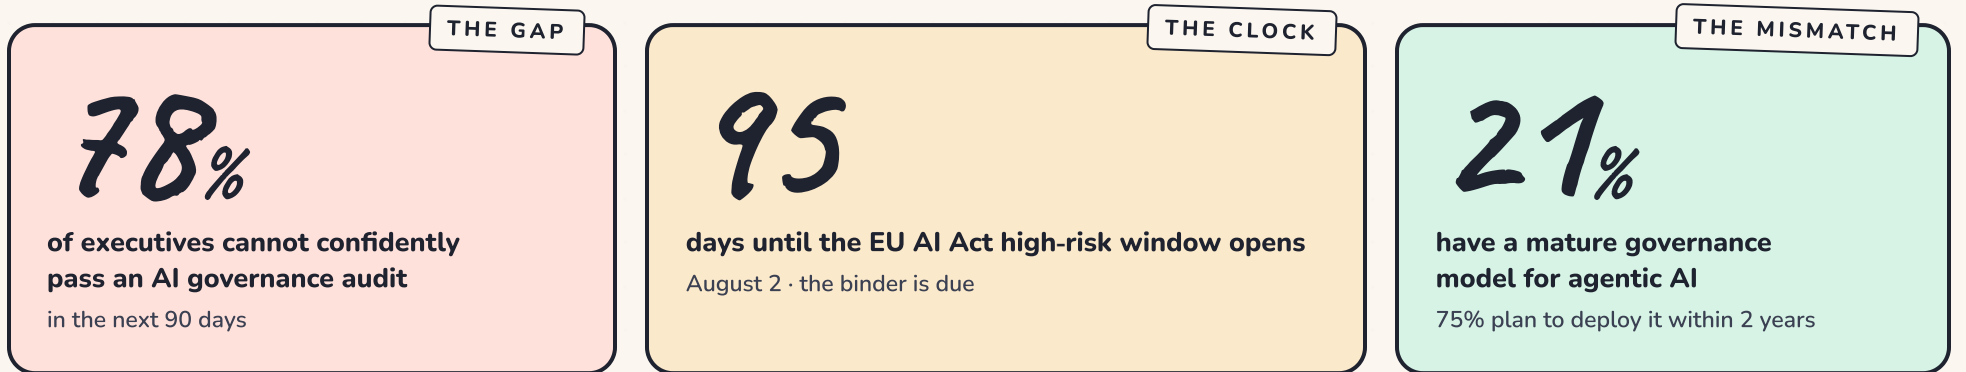 THE GAP
78%
of executives cannot confidently
pass an AI governance audit
in the next 90 days
THE CLOCK
95
days until the EU AI Act high-risk window opens
August 2 · the binder is due
THE MISMATCH
21%
have a mature governance
model for agentic AI
75% plan to deploy it within 2 years